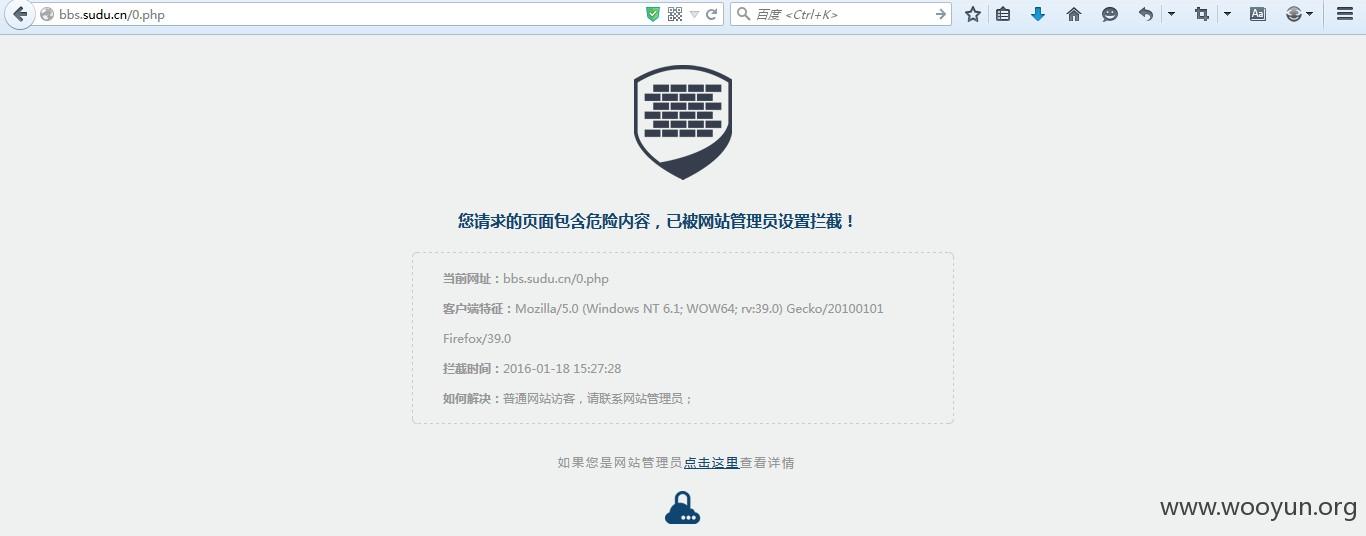 bbs.sudu.cn/0.php
百度 <Ctrl+K>
Aa
您请求的页面包含危险内容，已被网站管理员设置拦截！
当前网址：bbs.sudu.cn/0.php
客户端特征：Mozilla/5.0 (Windows NT 6.1; WOW64; rv:39.0) Gecko/20100101
Firefox/39.0
拦截时间：2016-01-18 15:27:28
如何解决：普通网站访客，请联系网站管理员；
如果您是网站管理员点击这里查看详情
www.wooyun.org